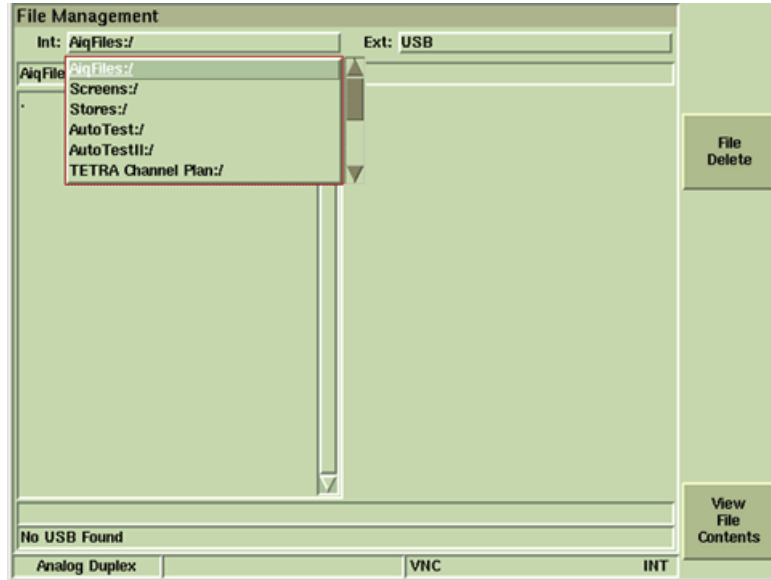 File Management
Int: AiqFiles:/ Ext: USB
AiqFile
AiqFiles:/
Screens:/
Stores:/
AutoTest:/
AutoTestII:/
TETRA Channel Plan:/
.
File
Delete
View
File
Contents
No USB Found
Analog Duplex VNC INT